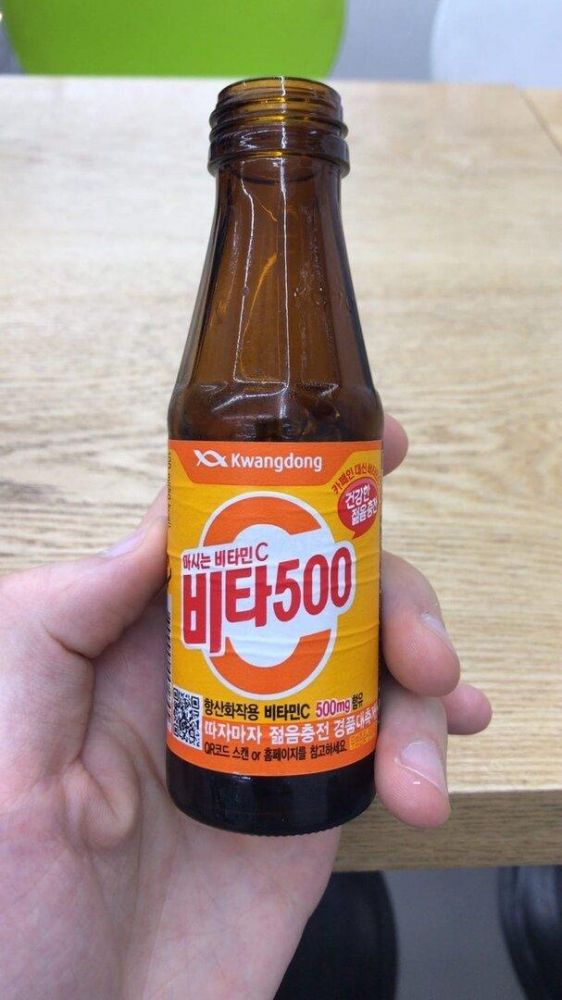 Kwangdong
카페인 대신
건강한
젊음충전
마시는 비타민C
비타500
항산화작용 비타민C 500mg 함유
따자마자 젊음충전 경품대축제
QR코드 스캔 or 홈페이지를 참고하세요